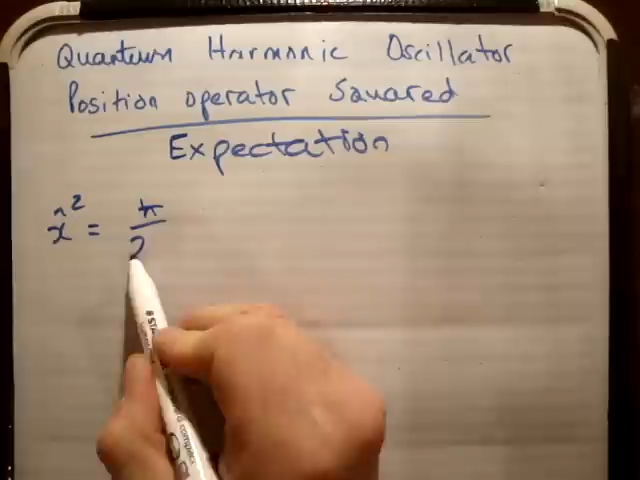 Quantum Harmonic Oscillator
Position operator Squared
Expectation
x̂² = ħ / 2